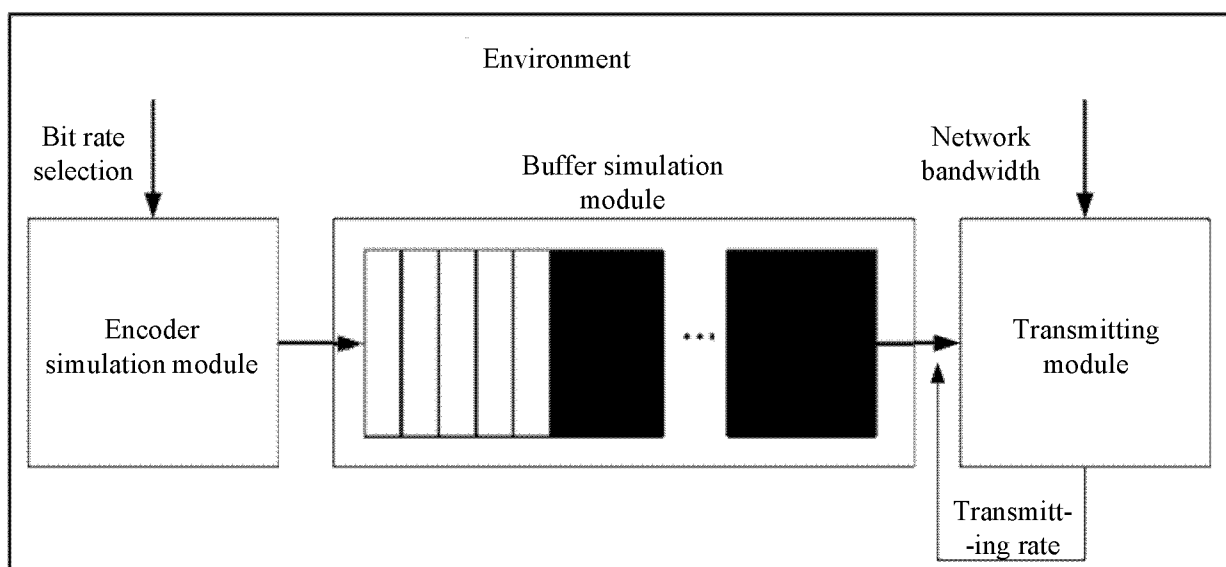 Environment
Bit rate
selection
Network
bandwidth
Buffer simulation
module
Encoder
simulation module
...
Transmitting
module
Transmitt-
-ing rate